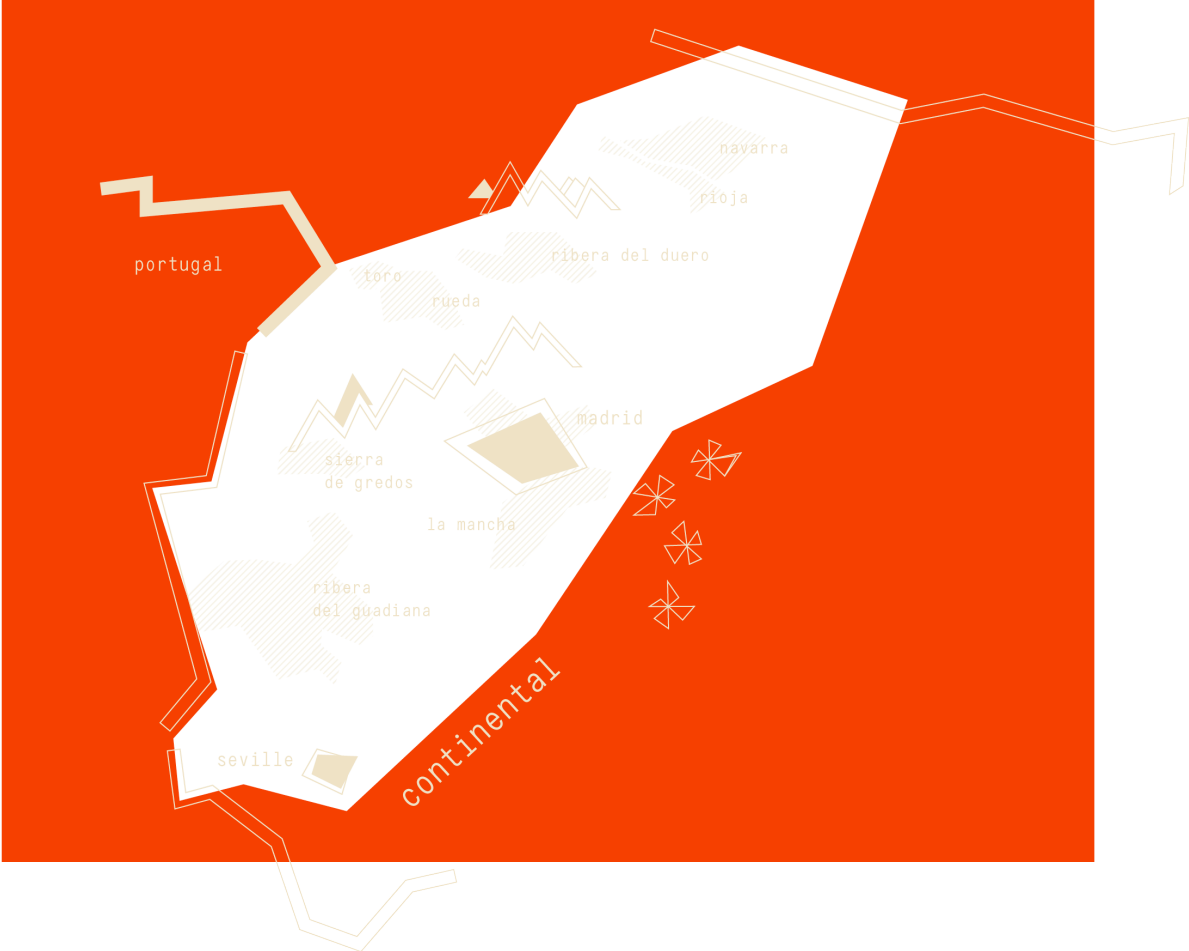 navarra
rioja
ribera del duero
portugal
toro
rueda
madrid
sierra
de gredos
la mancha
ribera
del guadiana
continental
seville